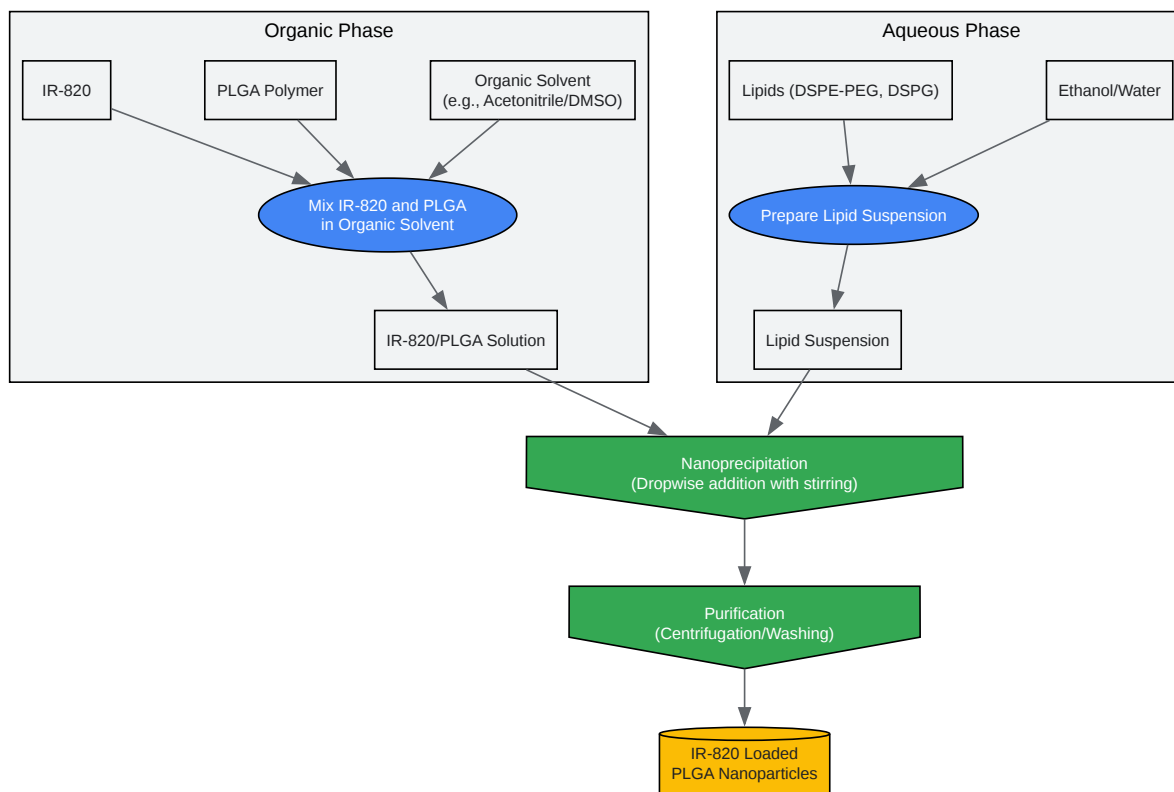 Organic Phase
IR-820
PLGA Polymer
Organic Solvent
(e.g., Acetonitrile/DMSO)
Mix IR-820 and PLGA
in Organic Solvent
IR-820/PLGA Solution
Aqueous Phase
Lipids (DSPE-PEG, DSPG)
Ethanol/Water
Prepare Lipid Suspension
Lipid Suspension
Nanoprecipitation
(Dropwise addition with stirring)
Purification
(Centrifugation/Washing)
IR-820 Loaded
PLGA Nanoparticles